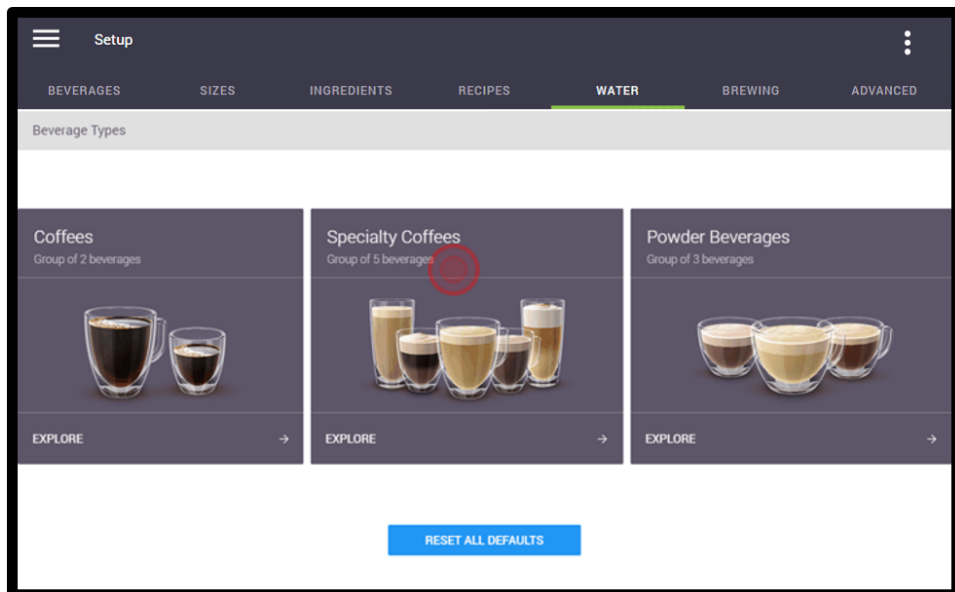 Setup
BEVERAGES SIZES INGREDIENTS RECIPES WATER BREWING ADVANCED
Beverage Types
Coffees
Group of 2 beverages
EXPLORE
Specialty Coffees
Group of 5 beverages
EXPLORE
Powder Beverages
Group of 3 beverages
EXPLORE
RESET ALL DEFAULTS